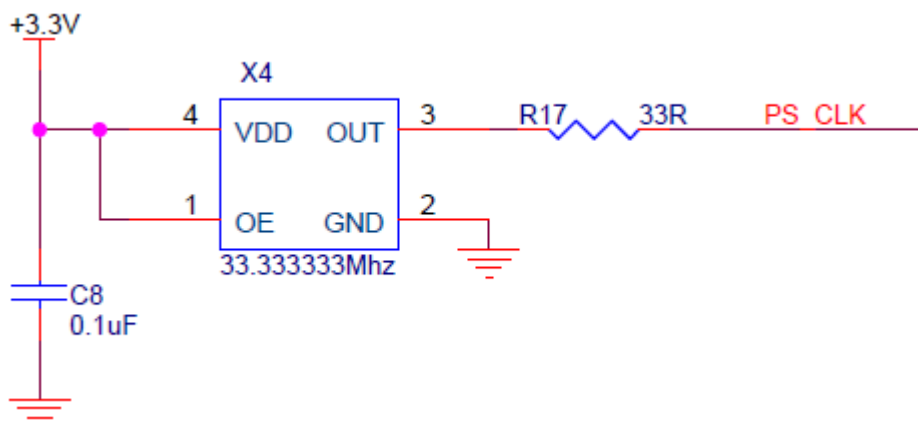 +3.3V
X4
4 VDD OUT 3 R17 33R PS_CLK
1 OE GND 2
33.333333Mhz
C8
0.1uF